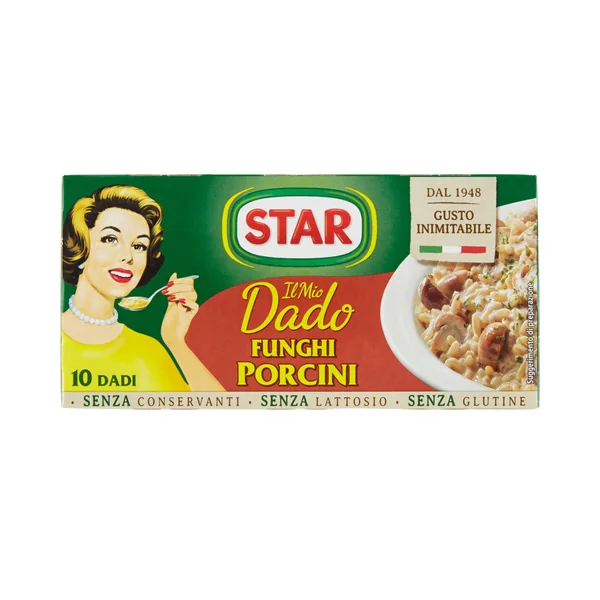 DAL 1948
GUSTO
INIMITABILE
STAR
Il Mio
Dado
FUNGHI
PORCINI
10 DADI
Suggerimento di preparazione
• SENZA CONSERVANTI • SENZA LATTOSIO • SENZA GLUTINE